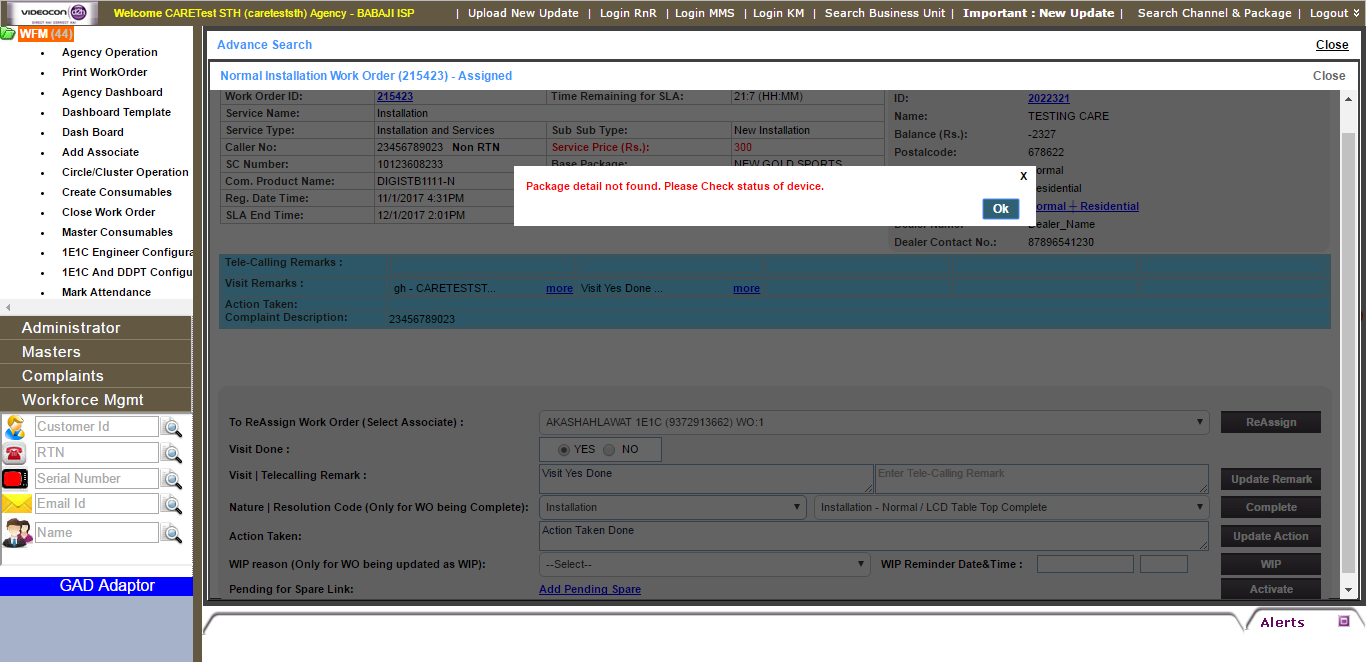 VIDEOCON d2h
DIRECT HAI CORRECT HAI
Welcome CARETest STH (careteststh) Agency - BABAJI ISP
| Upload New Update | Login RnR | Login MMS | Login KM | Search Business Unit | Important : New Update | Search Channel & Package | Logout
WFM (44)
Agency Operation
Print WorkOrder
Agency Dashboard
Dashboard Template
Dash Board
Add Associate
Circle/Cluster Operation
Create Consumables
Close Work Order
Master Consumables
1E1C Engineer Configura
1E1C And DDPT Configu
Mark Attendance
Administrator
Masters
Complaints
Workforce Mgmt
Customer Id
RTN
Serial Number
Email Id
Name
GAD Adaptor
Advance Search Close
Normal Installation Work Order (215423) - Assigned Close
Work Order ID: 215423 Time Remaining for SLA: 21:7 (HH:MM)
Service Name: Installation
Service Type: Installation and Services Sub Sub Type: New Installation
Caller No: 23456789023 Non RTN Service Price (Rs.): 300
SC Number: 10123608233 Base Package: NEW GOLD SPORTS
Com. Product Name: DIGISTB1111-N
Reg. Date Time: 11/1/2017 4:31PM
SLA End Time: 12/1/2017 2:01PM
ID: 2022321
Name: TESTING CARE
Balance (Rs.): -2327
Postalcode: 678622
ormal
esidential
ormal ┼ Residential
Dealer Name: Dealer_Name
Dealer Contact No.: 87896541230
X
Package detail not found. Please Check status of device.
Ok
Tele-Calling Remarks :
Visit Remarks : gh - CARETESTST... more Visit Yes Done ... more
Action Taken:
Complaint Description: 23456789023
To ReAssign Work Order (Select Associate) : AKASHAHLAWAT 1E1C (9372913662) WO:1 ReAssign
Visit Done : YES NO
Visit | Telecalling Remark : Visit Yes Done Enter Tele-Calling Remark Update Remark
Nature | Resolution Code (Only for WO being Complete): Installation Installation - Normal / LCD Table Top Complete Complete
Action Taken: Action Taken Done Update Action
WIP reason (Only for WO being updated as WIP): --Select-- WIP Reminder Date&Time : WIP
Pending for Spare Link: Add Pending Spare Activate
Alerts